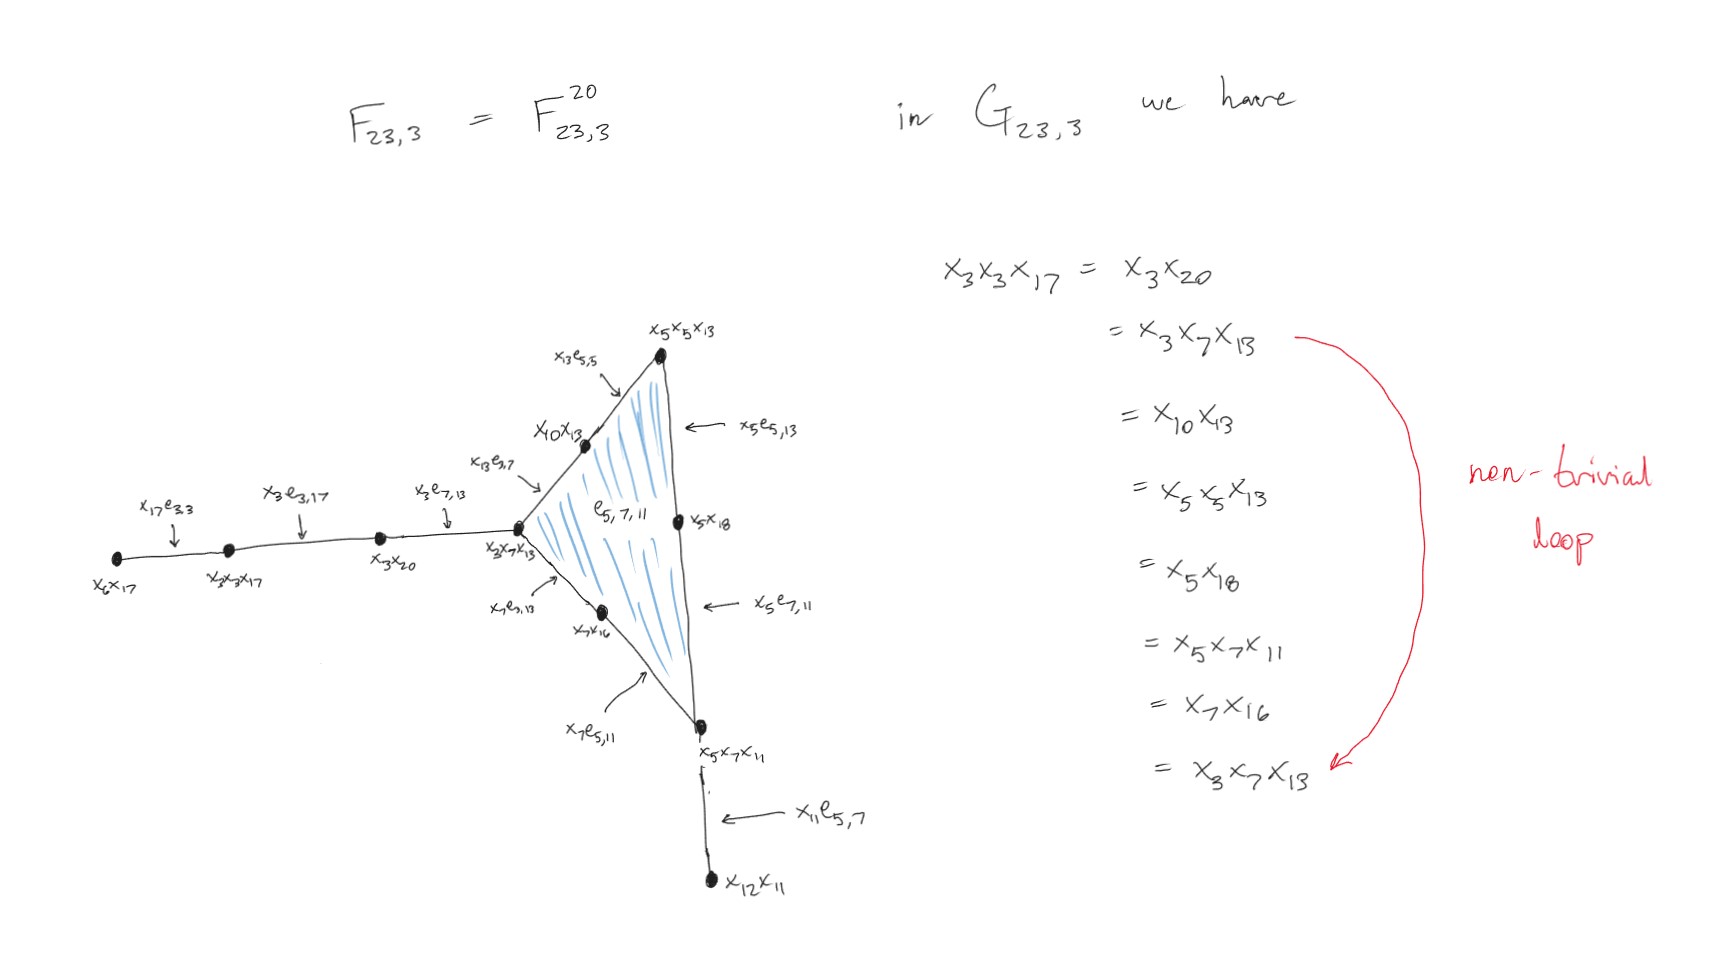 F_{23,3} = F_{23,3}^{20}
in G_{23,3} we have
x_3x_3x_{17} = x_3x_{20}
= x_3x_7x_{13}
= x_{10}x_{13}
= x_5x_5x_{13}
= x_5x_{18}
= x_5x_7x_{11}
= x_7x_{16}
= x_3x_7x_{13}
non-trivial
loop
x_5x_5x_{13}
x_{13}e_{5,5}
x_{10}x_{13}
x_5e_{5,13}
x_{13}e_{3,7}
x_3e_{7,13}
x_3e_{3,17}
x_{17}e_{3,3}
e_{5,7,11}
x_5x_{18}
x_3x_7x_{13}
x_3x_{20}
x_3x_3x_{17}
x_6x_{17}
x_7e_{3,13}
x_5e_{7,11}
x_7x_{16}
x_7e_{5,11}
x_5x_7x_{11}
x_{11}e_{5,7}
x_{12}x_{11}